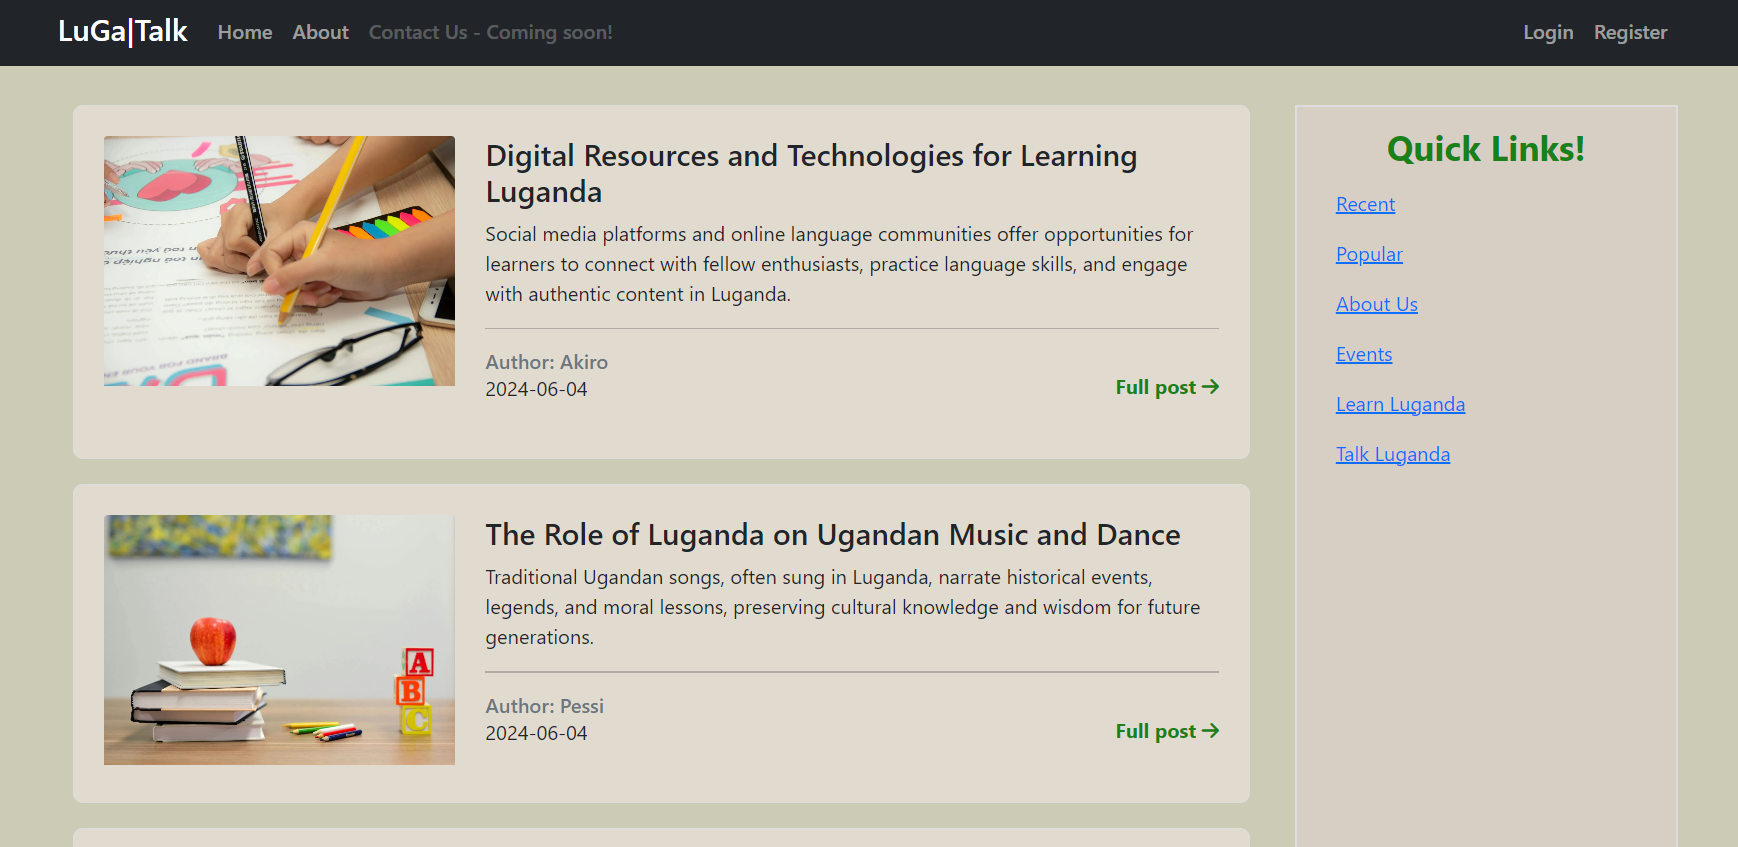 LuGa|Talk Home About Contact Us - Coming soon! Login Register
Digital Resources and Technologies for Learning
Luganda
Social media platforms and online language communities offer opportunities for
learners to connect with fellow enthusiasts, practice language skills, and engage
with authentic content in Luganda.
Author: Akiro
2024-06-04
Full post →
The Role of Luganda on Ugandan Music and Dance
Traditional Ugandan songs, often sung in Luganda, narrate historical events,
legends, and moral lessons, preserving cultural knowledge and wisdom for future
generations.
Author: Pessi
2024-06-04
Full post →
A
B
C
Quick Links!
Recent
Popular
About Us
Events
Learn Luganda
Talk Luganda